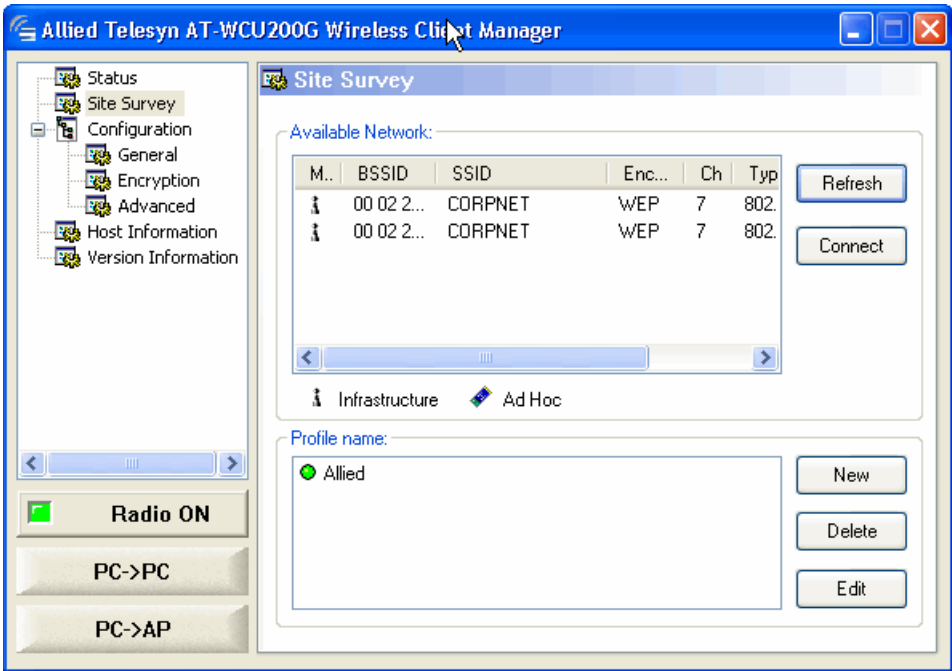 Allied Telesyn AT-WCU200G Wireless Client Manager
Status
Site Survey
Configuration
General
Encryption
Advanced
Host Information
Version Information
Radio ON
PC->PC
PC->AP
Site Survey
Available Network:
M.. BSSID SSID Enc... Ch Typ
00 02 2... CORPNET WEP 7 802.
00 02 2... CORPNET WEP 7 802.
Refresh
Connect
Infrastructure Ad Hoc
Profile name:
Allied
New
Delete
Edit